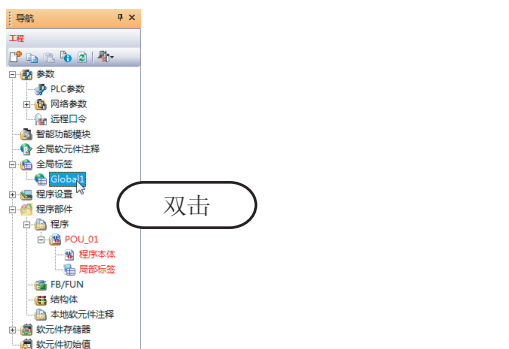 导航
工程
参数
PLC参数
网络参数
远程口令
智能功能模块
全局软元件注释
全局标签
Global1
程序设置
程序部件
程序
POU_01
程序本体
局部标签
FB/FUN
结构体
本地软元件注释
软元件存储器
软元件初始值
双击